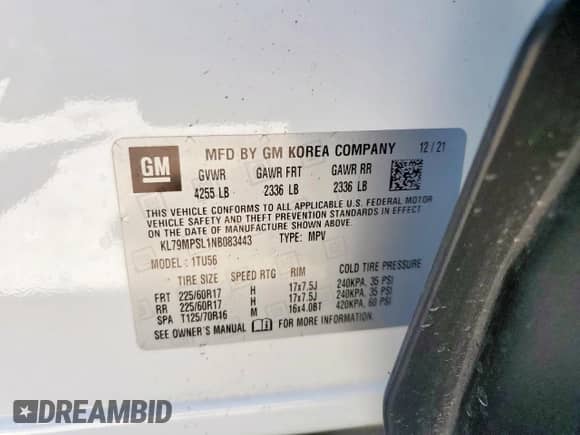 GM
MFD BY GM KOREA COMPANY 12/21
GVWR GAWR FRT GAWR RR
4255 LB 2336 LB 2336 LB
THIS VEHICLE CONFORMS TO ALL APPLICABLE U.S. FEDERAL MOTOR
VEHICLE SAFETY AND THEFT PREVENTION STANDARDS IN EFFECT
ON THE DATE OF MANUFACTURE SHOWN ABOVE.
KL79MPSL1NB083443 TYPE: MPV
MODEL: 1TU56
TIRE SIZE SPEED RTG RIM COLD TIRE PRESSURE
FRT 225/60R17 H 17x7.5J 240KPA, 35 PSI
RR 225/60R17 H 17x7.5J 240KPA, 35 PSI
SPA T125/70R16 M 16x4.0BT 420KPA, 60 PSI
SEE OWNER'S MANUAL FOR MORE INFORMATION.
DREAMBID